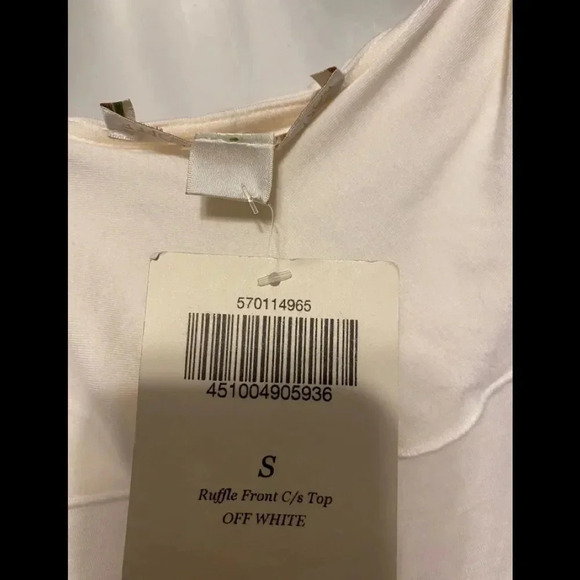 570114965
451004905936
S
Ruffle Front C/s Top
OFF WHITE